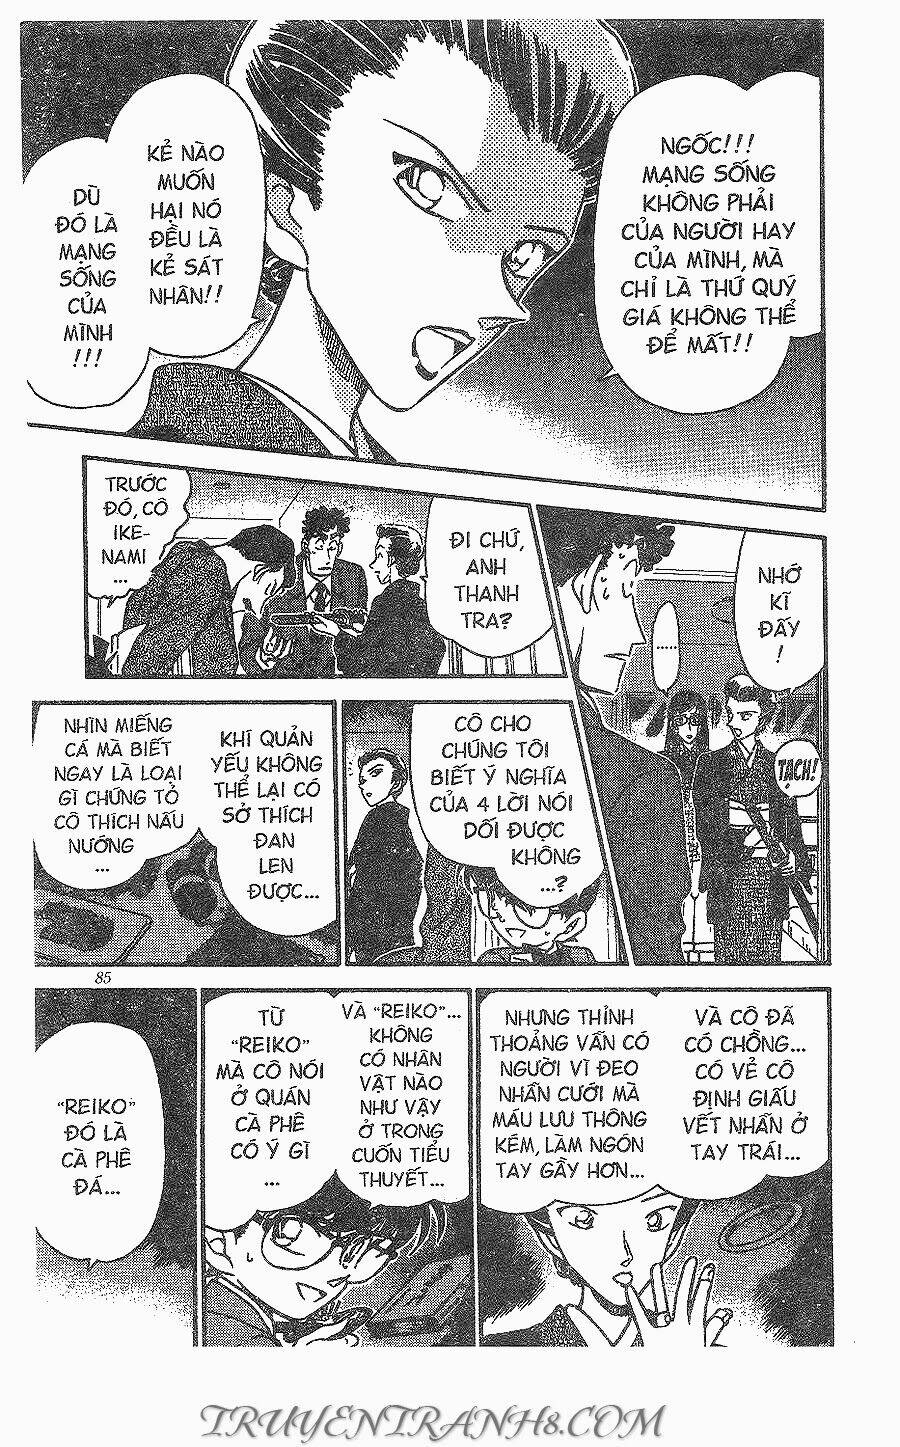 NGỐC!!!
MẠNG SỐNG
KHÔNG PHẢI
CỦA NGƯỜI HAY
CỦA MÌNH, MÀ
CHỈ LÀ THỨ QUÝ
GIÁ KHÔNG THỂ
ĐỂ MẤT!!
KẺ NÀO
MUỐN
HẠI NÓ
ĐỀU LÀ
KẺ SÁT
NHÂN!!
DÙ
ĐÓ LÀ
MẠNG
SỐNG
CỦA
MÌNH
!!!
NHỚ
KĨ
ĐẤY
!
......
TẠCH!
ĐI CHỨ,
ANH
THANH
TRA?
TRƯỚC
ĐÓ, CÔ
IKE-
NAMI
...
CÔ CHO
CHÚNG TÔI
BIẾT Ý NGHĨA
CỦA 4 LỜI NÓI
DỐI ĐƯỢC
KHÔNG
...?
KHÍ QUẢN
YẾU KHÔNG
THỂ LẠI CÓ
SỞ THÍCH
ĐAN
LEN
ĐƯỢC...
NHÌN MIẾNG
CÁ MÀ BIẾT
NGAY LÀ LOẠI
GÌ CHỨNG TỎ
CÔ THÍCH NẤU
NƯỚNG
...
85
VÀ CÔ ĐÃ
CÓ CHỒNG...
CÓ VẺ CÔ
ĐỊNH GIẤU
VẾT NHẪN Ở
TAY TRÁI...
NHƯNG THỈNH
THOẢNG VẪN CÓ
NGƯỜI VÌ ĐEO
NHẪN CƯỚI MÀ
MÁU LƯU THÔNG
KÉM, LÀM NGÓN
TAY GẦY HƠN...
VÀ "REIKO"...
KHÔNG
CÓ NHÂN
VẬT NÀO
NHƯ VẬY
Ở TRONG
CUỐN TIỂU
THUYẾT...
TỪ
"REIKO"
MÀ CÔ NÓI
Ở QUÁN
CÀ PHÊ
CÓ Ý GÌ
...
"REIKO"
ĐÓ LÀ
CÀ PHÊ
ĐÁ...
TRUYENTRANH8.COM